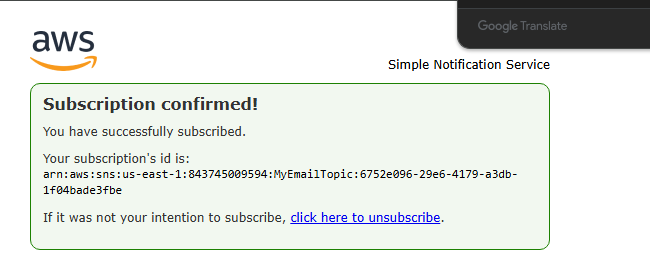 Google Translate
aws
Simple Notification Service
Subscription confirmed!
You have successfully subscribed.
Your subscription's id is:
arn:aws:sns:us-east-1:843745009594:MyEmailTopic:6752e096-29e6-4179-a3db-
1f04bade3fbe
If it was not your intention to subscribe, click here to unsubscribe.